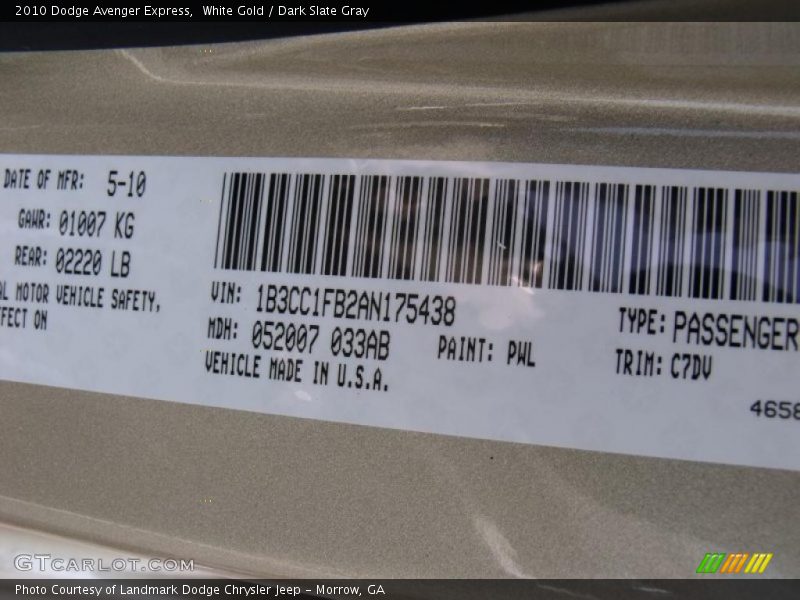 2010 Dodge Avenger Express, White Gold / Dark Slate Gray
DATE OF MFR: 5-10
GAWR: 01007 KG
REAR: 02220 LB
AL MOTOR VEHICLE SAFETY,
FFECT ON
VIN: 1B3CC1FB2AN175438
MDH: 052007 033AB
PAINT: PWL
VEHICLE MADE IN U.S.A.
TYPE: PASSENGER
TRIM: C7DV
4658
GTCARLOT.COM
Photo Courtesy of Landmark Dodge Chrysler Jeep – Morrow, GA